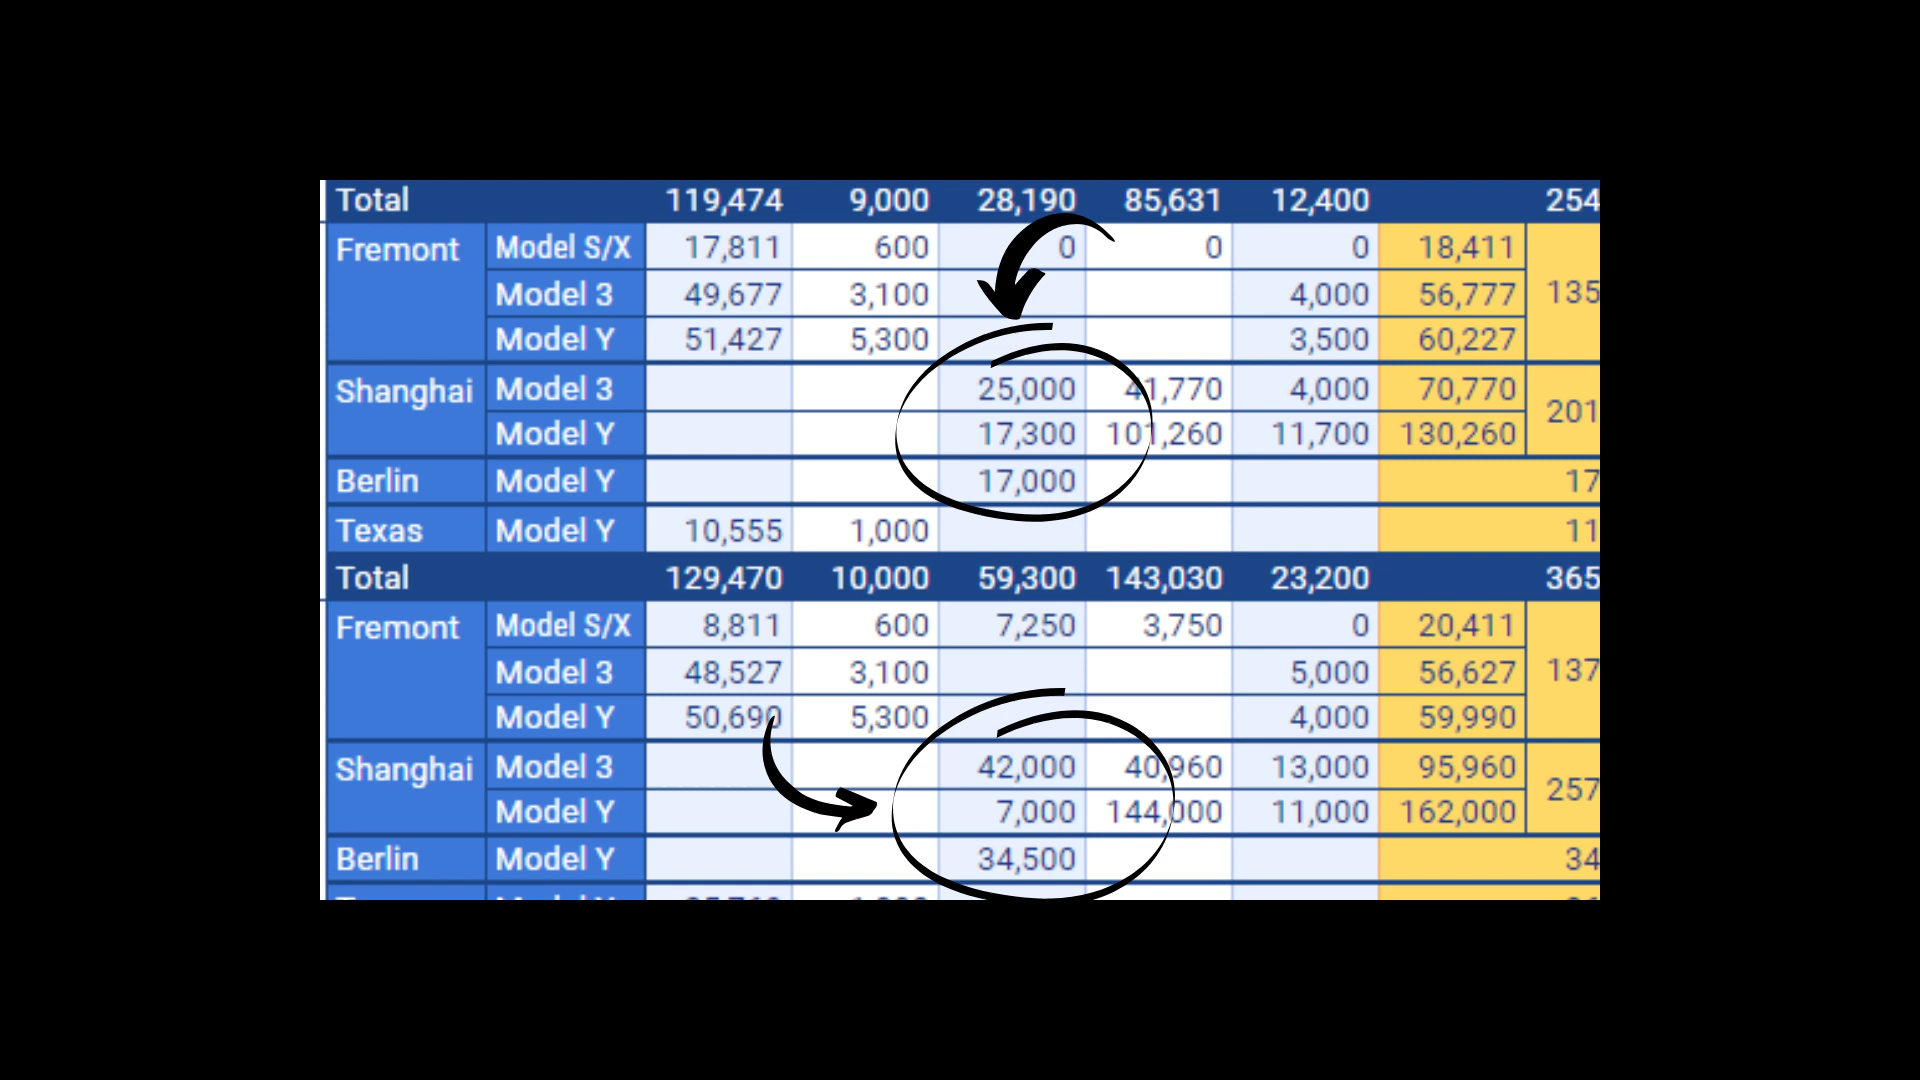 Total 119,474 9,000 28,190 85,631 12,400 254
Fremont Model S/X 17,811 600 0 0 0 18,411
Model 3 49,677 3,100 4,000 56,777 135
Model Y 51,427 5,300 3,500 60,227
Shanghai Model 3 25,000 41,770 4,000 70,770
201
Model Y 17,300 101,260 11,700 130,260
Berlin Model Y 17,000 17
Texas Model Y 10,555 1,000 11
Total 129,470 10,000 59,300 143,030 23,200 365
Fremont Model S/X 8,811 600 7,250 3,750 0 20,411
Model 3 48,527 3,100 5,000 56,627 137
Model Y 50,690 5,300 4,000 59,990
Shanghai Model 3 42,000 40,960 13,000 95,960
257
Model Y 7,000 144,000 11,000 162,000
Berlin Model Y 34,500 34